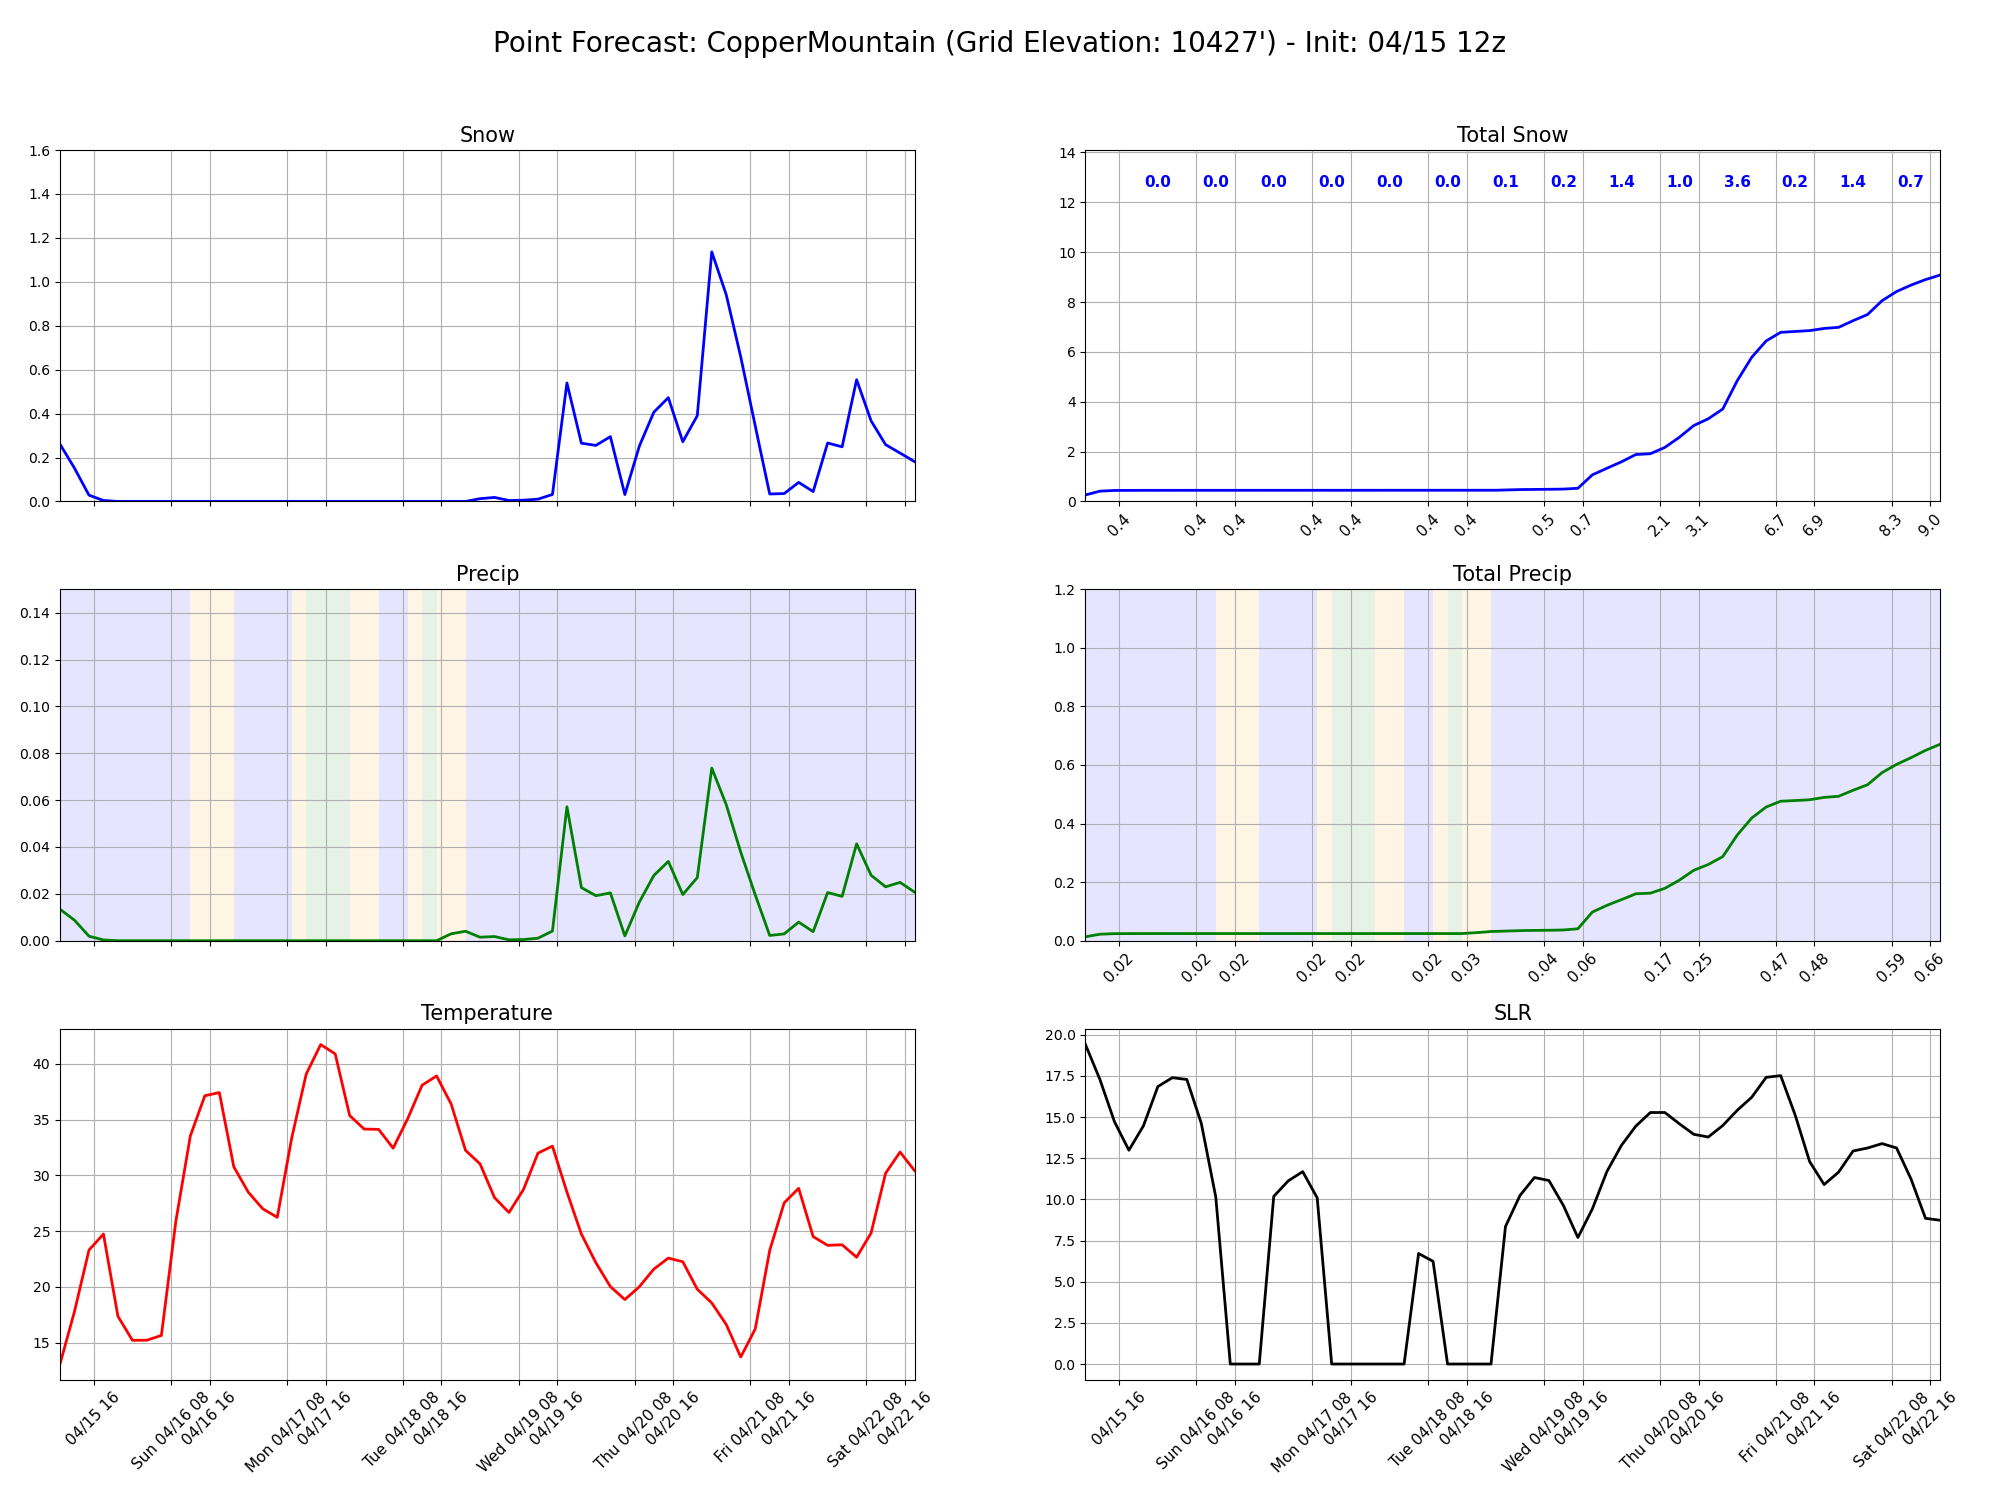 Point Forecast: CopperMountain (Grid Elevation: 10427') - Init: 04/15 12z
Snow
1.6
1.4
1.2
1.0
0.8
0.6
0.4
0.2
0.0
Total Snow
14
12
10
8
6
4
2
0
0.0 0.0 0.0 0.0 0.0 0.0 0.1 0.2 1.4 1.0 3.6 0.2 1.4 0.7
0.4 0.4 0.4 0.4 0.4 0.4 0.4 0.5 0.7 2.1 3.1 6.7 6.9 8.3 9.0
Precip
0.14
0.12
0.10
0.08
0.06
0.04
0.02
0.00
Total Precip
1.2
1.0
0.8
0.6
0.4
0.2
0.0
0.02 0.02 0.02 0.02 0.02 0.02 0.03 0.04 0.06 0.17 0.25 0.47 0.48 0.59 0.66
Temperature
40
35
30
25
20
15
04/15 16
Sun 04/16 08
04/16 16
Mon 04/17 08
04/17 16
Tue 04/18 08
04/18 16
Wed 04/19 08
04/19 16
Thu 04/20 08
04/20 16
Fri 04/21 08
04/21 16
Sat 04/22 08
04/22 16
SLR
20.0
17.5
15.0
12.5
10.0
7.5
5.0
2.5
0.0
04/15 16
Sun 04/16 08
04/16 16
Mon 04/17 08
04/17 16
Tue 04/18 08
04/18 16
Wed 04/19 08
04/19 16
Thu 04/20 08
04/20 16
Fri 04/21 08
04/21 16
Sat 04/22 08
04/22 16